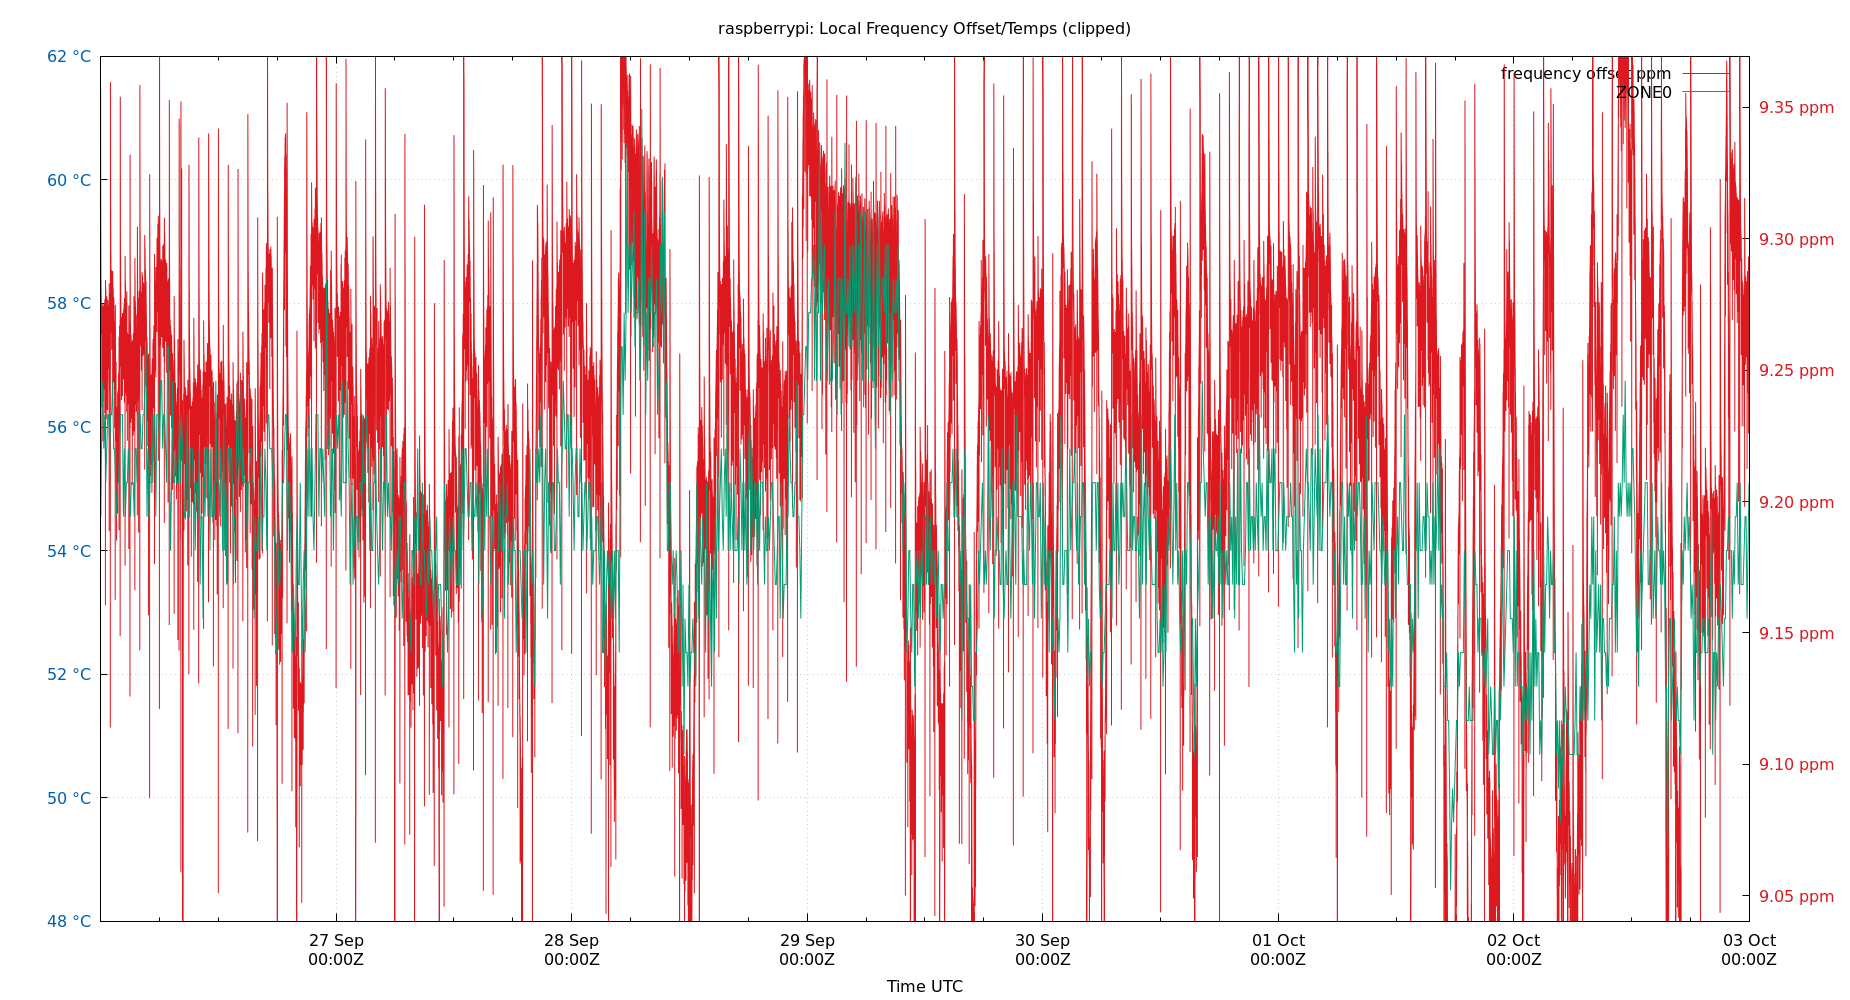 raspberrypi: Local Frequency Offset/Temps (clipped)
62 °C
60 °C
58 °C
56 °C
54 °C
52 °C
50 °C
48 °C
frequency offset ppm
ZONE0
9.35 ppm
9.30 ppm
9.25 ppm
9.20 ppm
9.15 ppm
9.10 ppm
9.05 ppm
27 Sep
00:00Z
28 Sep
00:00Z
29 Sep
00:00Z
30 Sep
00:00Z
01 Oct
00:00Z
02 Oct
00:00Z
03 Oct
00:00Z
Time UTC